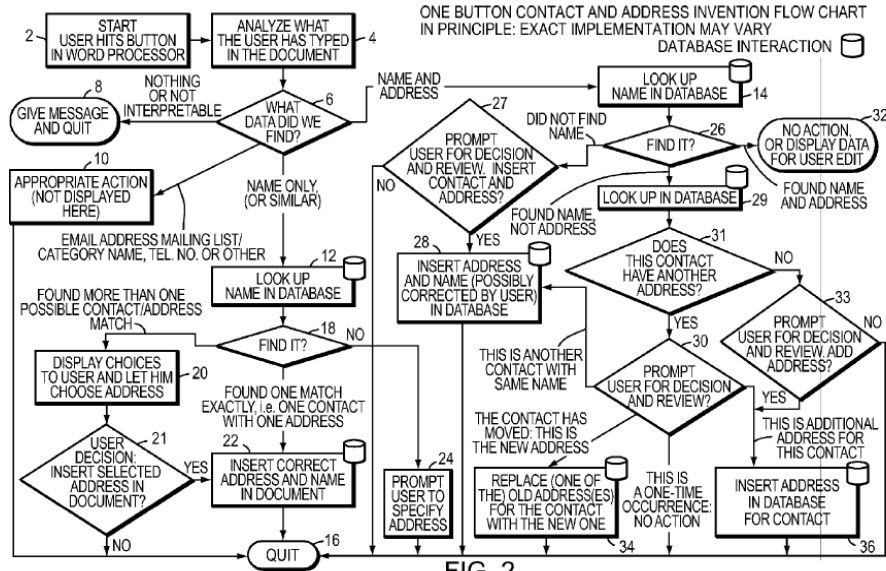 ONE BUTTON CONTACT AND ADDRESS INVENTION FLOW CHART
IN PRINCIPLE: EXACT IMPLEMENTATION MAY VARY
DATABASE INTERACTION
2
START
USER HITS BUTTON
IN WORD PROCESSOR
ANALYZE WHAT
THE USER HAS TYPED
IN THE DOCUMENT
4
NOTHING
OR NOT
INTERPRETABLE
8
GIVE MESSAGE
AND QUIT
6
WHAT
DATA DID WE
FIND?
NAME AND
ADDRESS
LOOK UP
NAME IN DATABASE
14
10
APPROPRIATE ACTION
(NOT DISPLAYED
HERE)
EMAIL ADDRESS MAILING LIST/
CATEGORY NAME, TEL. NO. OR OTHER
NAME ONLY,
(OR SIMILAR)
27
PROMPT
USER FOR DECISION
AND REVIEW. INSERT
CONTACT AND
ADDRESS?
NO
YES
DID NOT FIND
NAME
26
FIND IT?
32
NO ACTION,
OR DISPLAY DATA
FOR USER EDIT
FOUND NAME
AND ADDRESS
FOUND NAME,
NOT ADDRESS
LOOK UP IN DATABASE
29
12
LOOK UP
NAME IN DATABASE
28
INSERT ADDRESS
AND NAME (POSSIBLY
CORRECTED BY USER)
IN DATABASE
31
DOES
THIS CONTACT
HAVE ANOTHER
ADDRESS?
NO
YES
33
PROMPT
USER FOR DECISION
AND REVIEW. ADD
ADDRESS?
NO
YES
FOUND MORE THAN ONE
POSSIBLE CONTACT/ADDRESS
MATCH
18
FIND IT?
NO
DISPLAY CHOICES
TO USER AND LET HIM
CHOOSE ADDRESS
20
FOUND ONE MATCH
EXACTLY, i.e. ONE CONTACT
WITH ONE ADDRESS
THIS IS ANOTHER
CONTACT WITH
SAME NAME
30
PROMPT
USER FOR DECISION
AND REVIEW?
THE CONTACT HAS
MOVED: THIS IS
THE NEW ADDRESS
THIS IS ADDITIONAL
ADDRESS FOR
THIS CONTACT
21
USER
DECISION:
INSERT SELECTED
ADDRESS IN
DOCUMENT?
YES
NO
22
INSERT CORRECT
ADDRESS AND NAME
IN DOCUMENT
24
PROMPT
USER TO
SPECIFY
ADDRESS
REPLACE (ONE OF
THE) OLD ADDRESS(ES)
FOR THE CONTACT
WITH THE NEW ONE
34
THIS IS
A ONE-TIME
OCCURRENCE:
NO ACTION
INSERT ADDRESS
IN DATABASE
FOR CONTACT
36
16
QUIT
FIG. 2